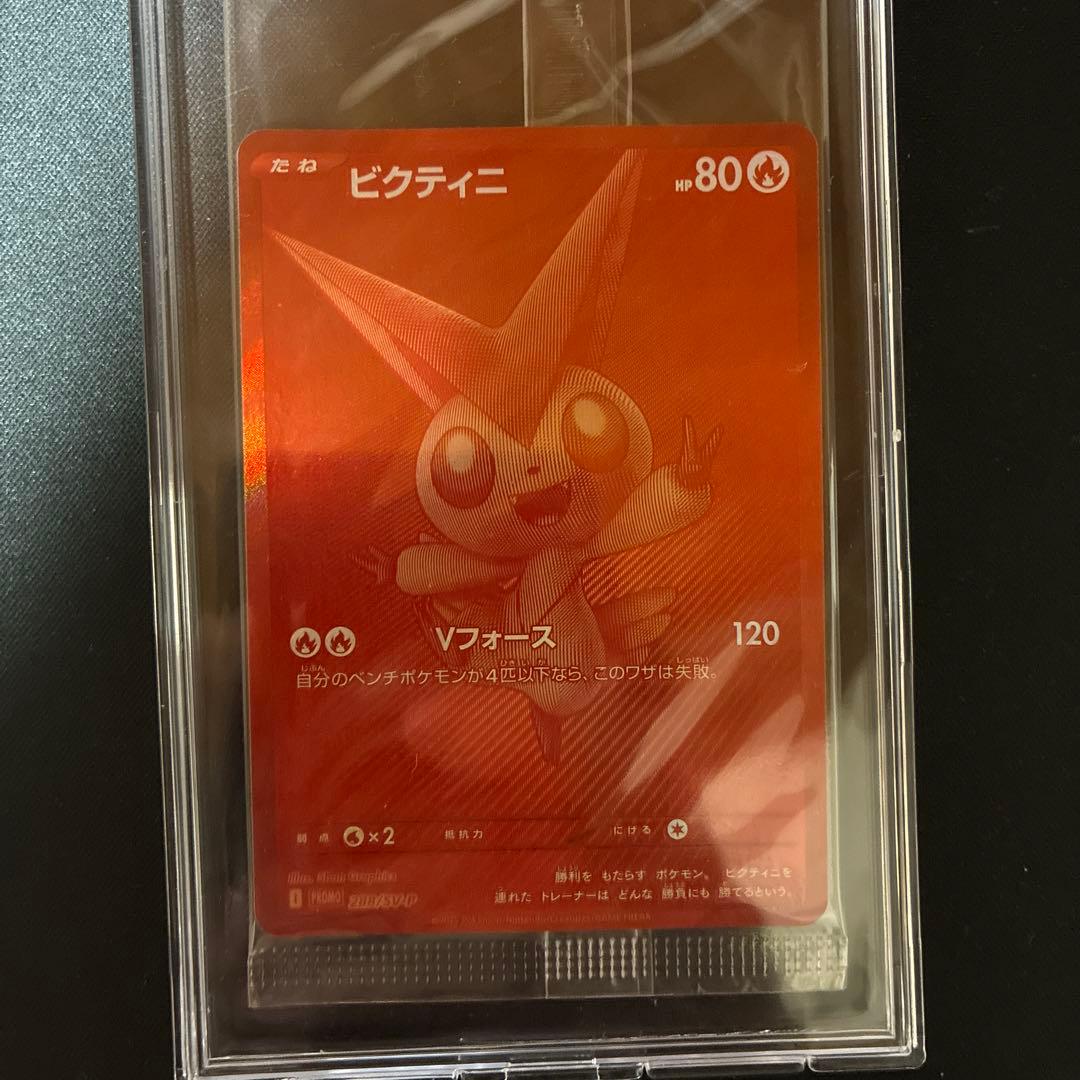 たね ビクティニ HP80
Vフォース 120
自分のベンチポケモンが4匹以下なら、このワザは失敗。
弱点 ×2 抵抗力 にげる
Illus. Shun Graphics
勝利を もたらす ポケモン。 ビクティニを
連れた トレーナーは どんな 勝負にも 勝てるという。
I PROMO 288/SV-P